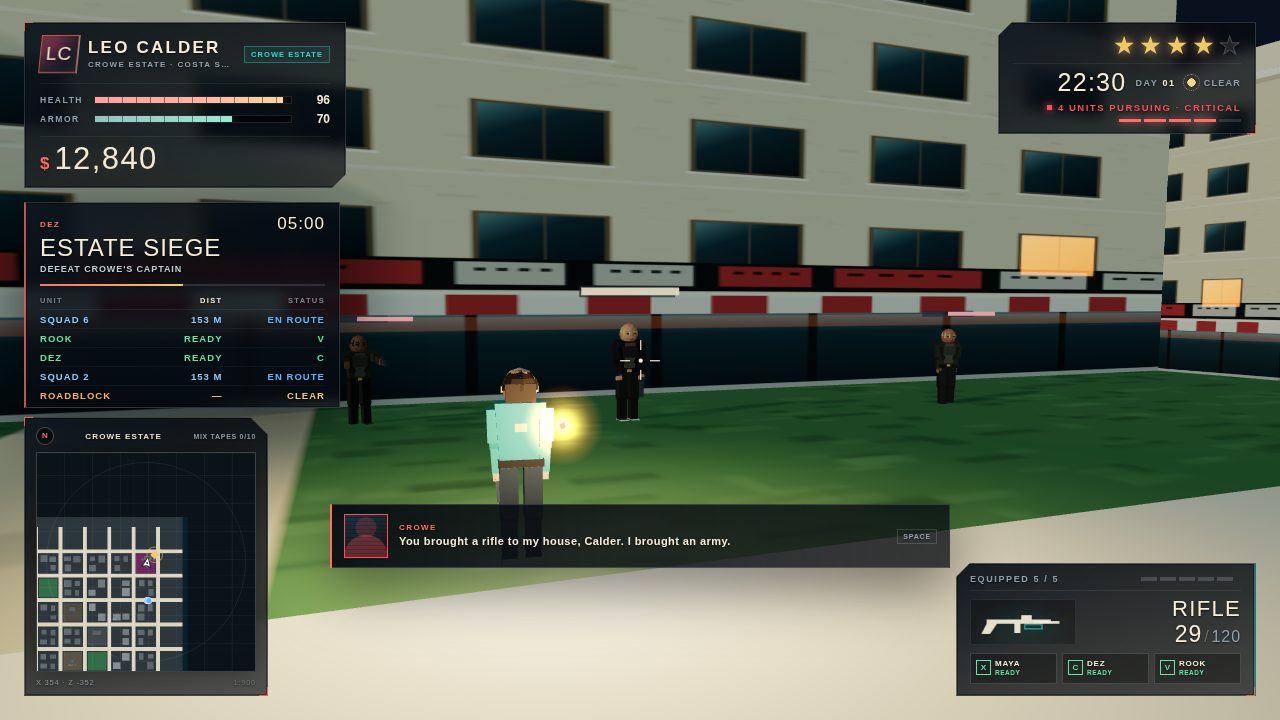 LC
LEO CALDER
CROWE ESTATE · COSTA S...
CROWE ESTATE
HEALTH 96
ARMOR 70
$ 12,840
22:30 DAY 01 CLEAR
4 UNITS PURSUING · CRITICAL
DEZ 05:00
ESTATE SIEGE
DEFEAT CROWE'S CAPTAIN
UNIT DIST STATUS
SQUAD 6 153 M EN ROUTE
ROOK READY V
DEZ READY C
SQUAD 2 153 M EN ROUTE
ROADBLOCK — CLEAR
N CROWE ESTATE MIX TAPES 0/10
X 354 · Z -352 1:900
CROWE
You brought a rifle to my house, Calder. I brought an army.
SPACE
EQUIPPED 5 / 5
RIFLE
29 / 120
X MAYA READY
C DEZ READY
V ROOK READY